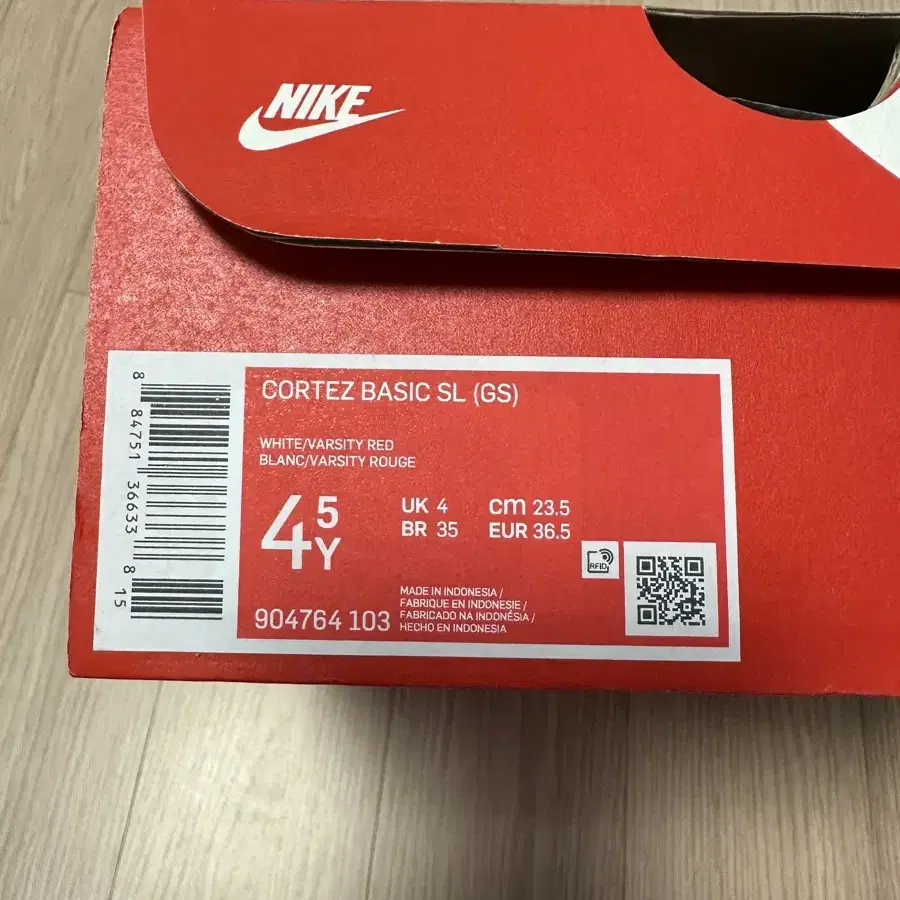 NIKE
CORTEZ BASIC SL (GS)
WHITE/VARSITY RED
BLANC/VARSITY ROUGE
4 5 Y
UK 4 cm 23.5
BR 35 EUR 36.5
RFID
904764 103
MADE IN INDONESIA /
FABRIQUE EN INDONESIE /
FABRICADO NA INDONÉSIA /
HECHO EN INDONESIA
8 84751 36633 8 15